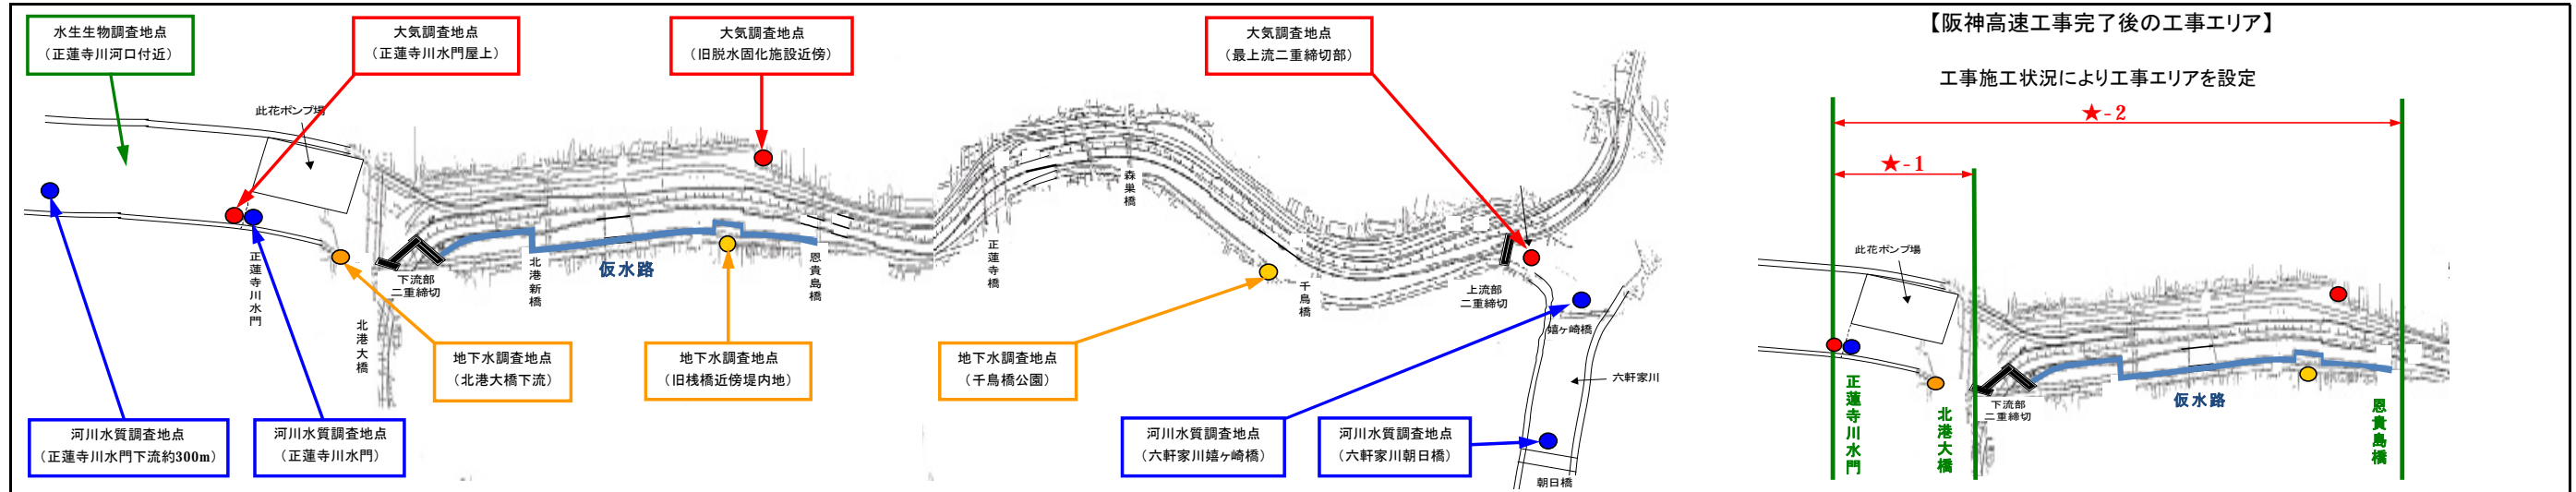 水生生物調査地点
（正蓮寺川河口付近）
大気調査地点
（正蓮寺川水門屋上）
大気調査地点
（旧脱水固化施設近傍）
大気調査地点
（最上流二重締切部）
此花ポンプ場
正蓮寺川水門
北港大橋
下流部
二重締切
北港新橋
仮水路
恩貴島橋
正蓮寺橋
森巣橋
千鳥橋
上流部
二重締切
嬉ヶ崎橋
六軒家川
朝日橋
地下水調査地点
（北港大橋下流）
地下水調査地点
（旧桟橋近傍堤内地）
地下水調査地点
（千鳥橋公園）
河川水質調査地点
（正蓮寺川水門下流約300m）
河川水質調査地点
（正蓮寺川水門）
河川水質調査地点
（六軒家川嬉ヶ崎橋）
河川水質調査地点
（六軒家川朝日橋）
【阪神高速工事完了後の工事エリア】
工事施工状況により工事エリアを設定
★-2
★-1
此花ポンプ場
正蓮寺川水門
北港大橋
下流部
二重締切
仮水路
恩貴島橋